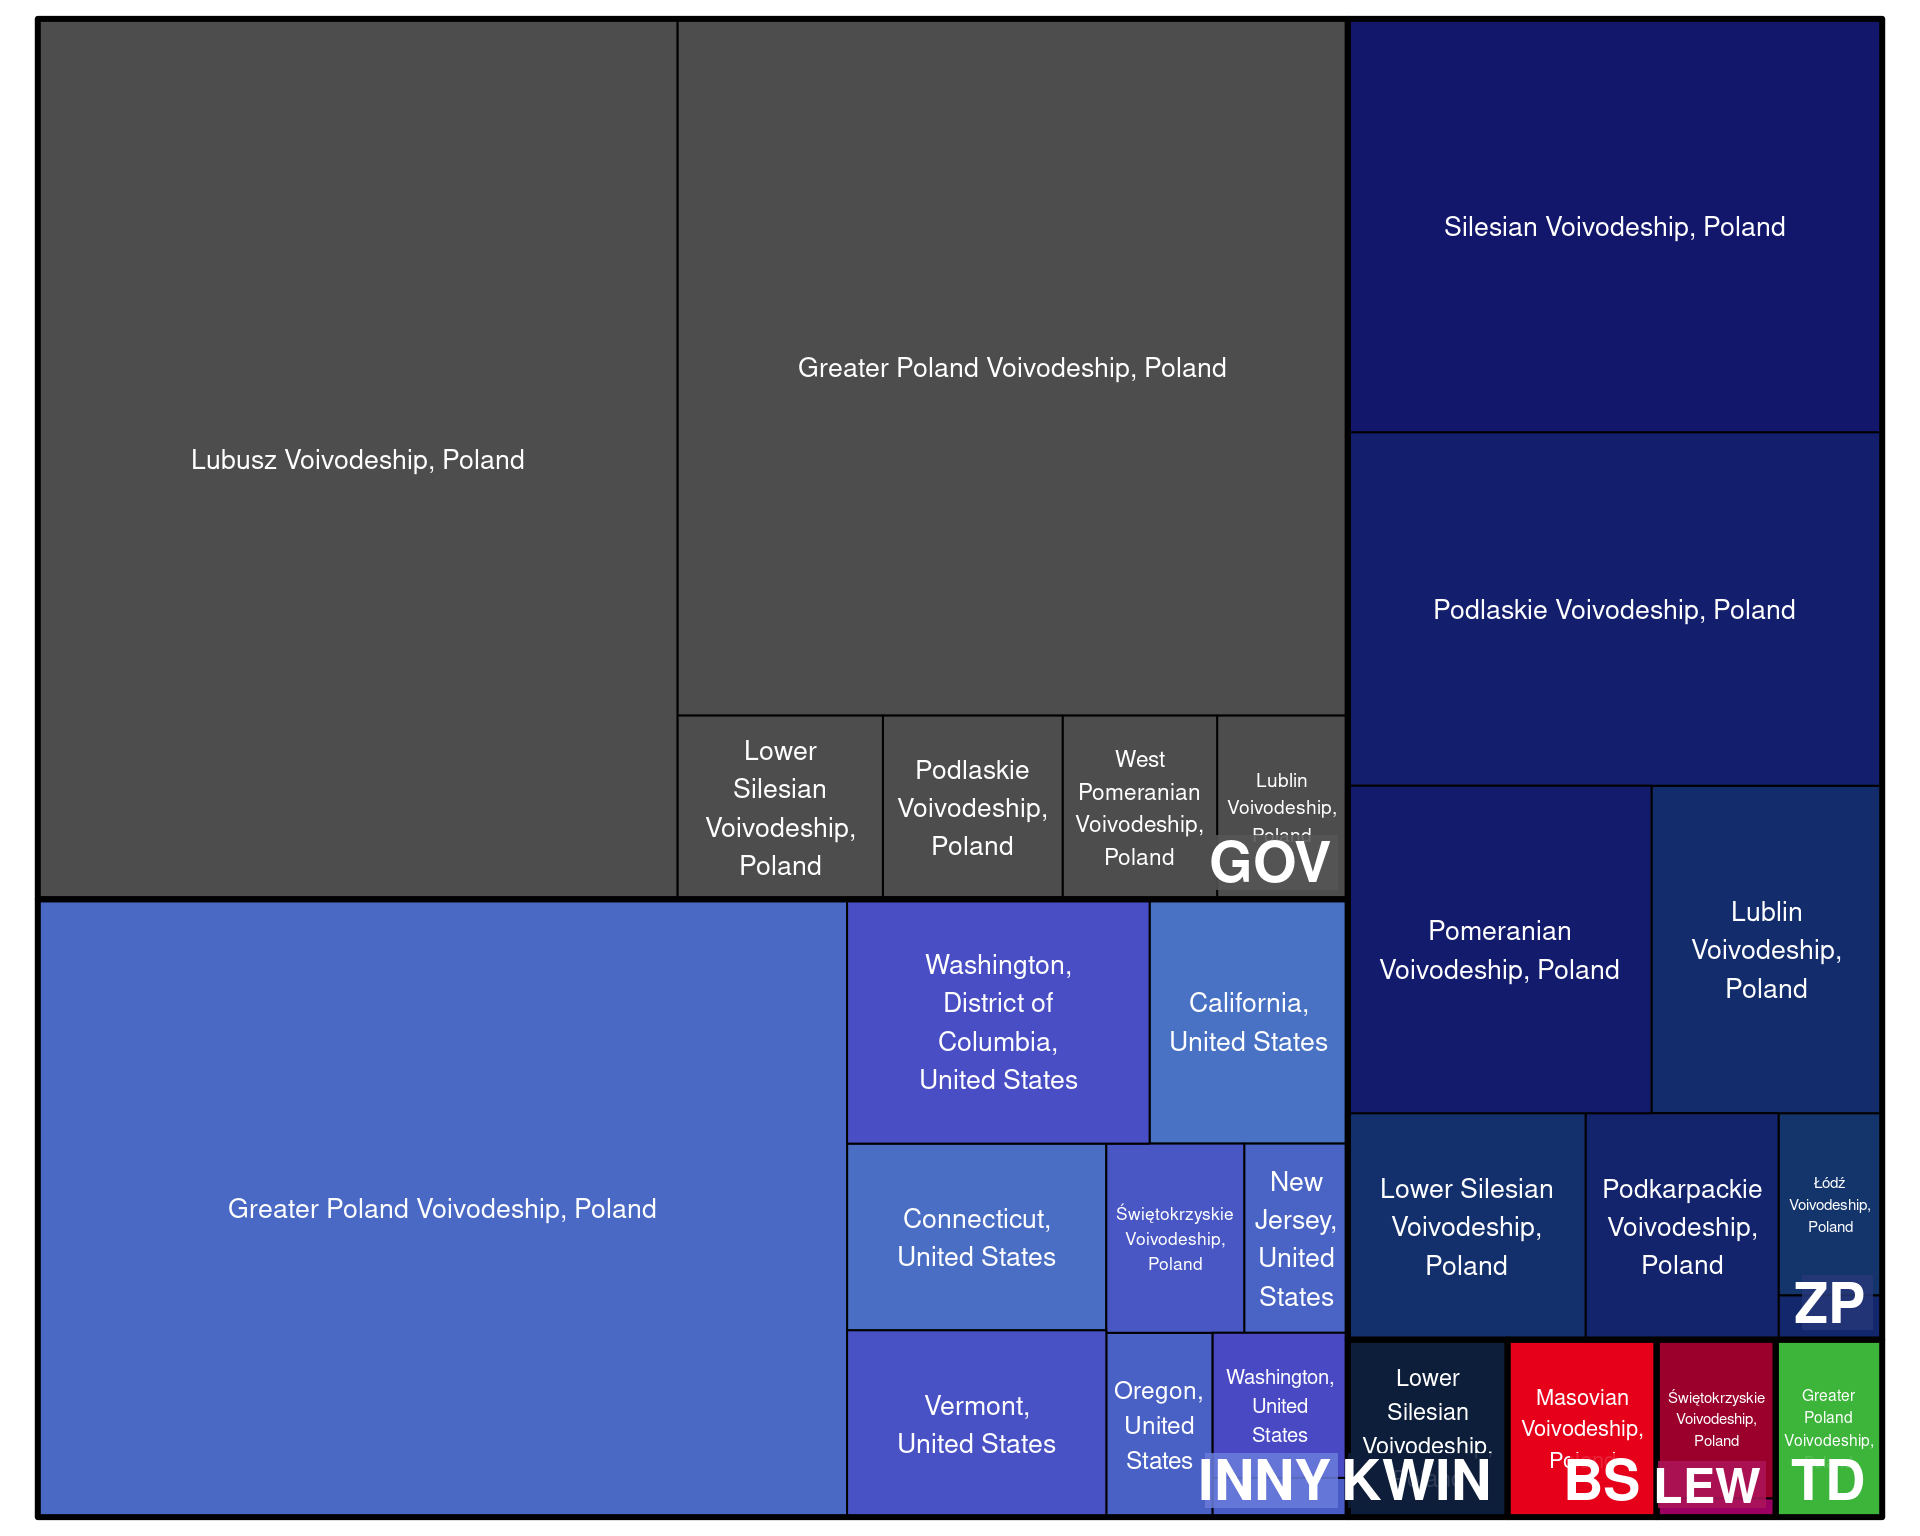 Lubusz Voivodeship, Poland
Greater Poland Voivodeship, Poland
Lower
Silesian
Voivodeship,
Poland
Podlaskie
Voivodeship,
Poland
West
Pomeranian
Voivodeship,
Poland
Lublin
Voivodeship,
Poland
GOV
Greater Poland Voivodeship, Poland
Washington,
District of
Columbia,
United States
California,
United States
Connecticut,
United States
Świętokrzyskie
Voivodeship,
Poland
New
Jersey,
United
States
Vermont,
United States
Oregon,
United
States
Washington,
United
States
INNY
Silesian Voivodeship, Poland
Podlaskie Voivodeship, Poland
Pomeranian
Voivodeship, Poland
Lublin
Voivodeship,
Poland
Lower Silesian
Voivodeship,
Poland
Podkarpackie
Voivodeship,
Poland
Łódź
Voivodeship,
Poland
ZP
Lower
Silesian
Voivodeship,
KWIN
Masovian
Voivodeship,
BS
Świętokrzyskie
Voivodeship,
Poland
LEW
Greater
Poland
Voivodeship,
TD